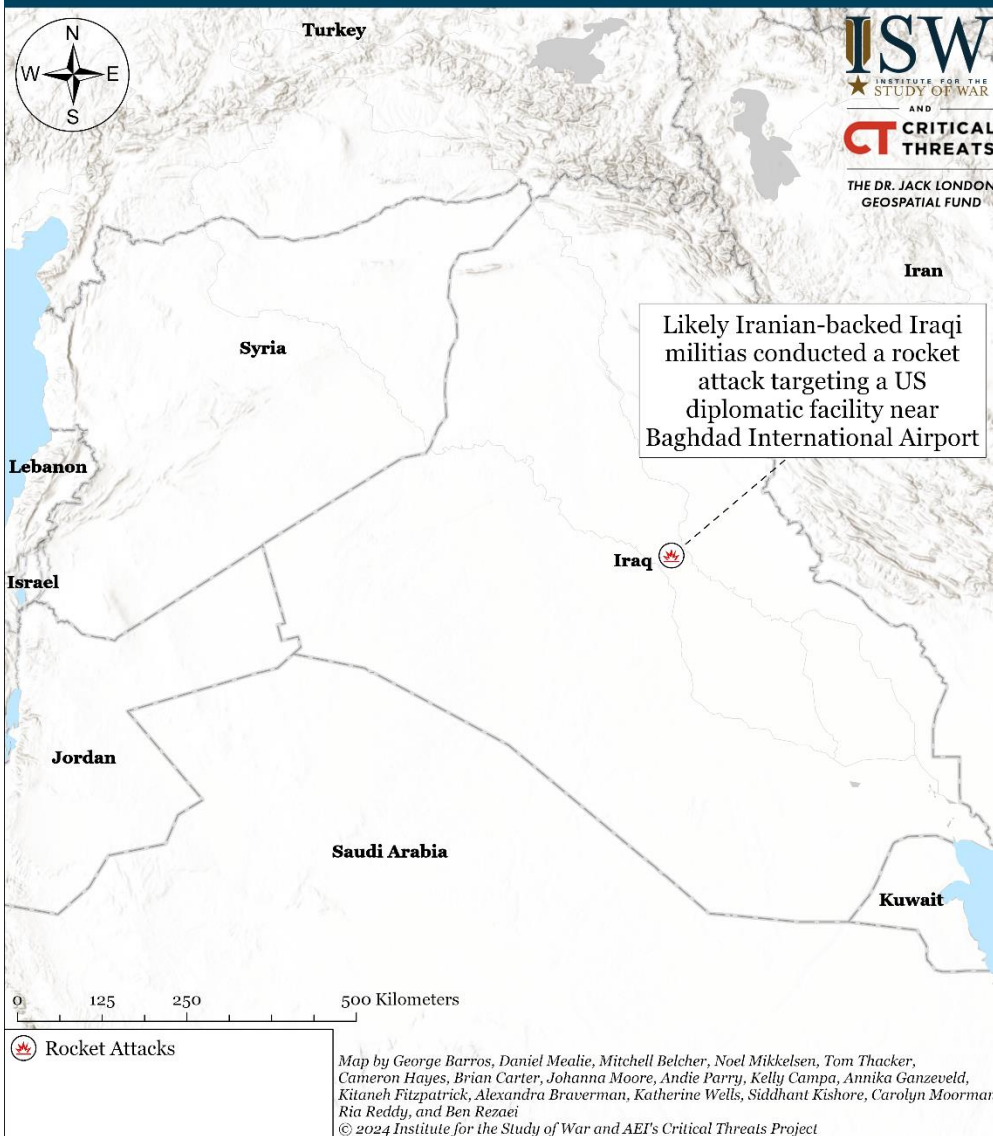 N
W E
S
Turkey
ISW
INSTITUTE FOR THE
STUDY OF WAR
AND
CT CRITICAL
THREATS
THE DR. JACK LONDON
GEOSPATIAL FUND
Iran
Syria
Likely Iranian-backed Iraqi
militias conducted a rocket
attack targeting a US
diplomatic facility near
Baghdad International Airport
Lebanon
Iraq
Israel
Jordan
Saudi Arabia
Kuwait
0 125 250 500 Kilometers
Rocket Attacks
Map by George Barros, Daniel Mealie, Mitchell Belcher, Noel Mikkelsen, Tom Thacker,
Cameron Hayes, Brian Carter, Johanna Moore, Andie Parry, Kelly Campa, Annika Ganzeveld,
Kitaneh Fitzpatrick, Alexandra Braverman, Katherine Wells, Siddhant Kishore, Carolyn Moorman
Ria Reddy, and Ben Rezaei
© 2024 Institute for the Study of War and AEI's Critical Threats Project